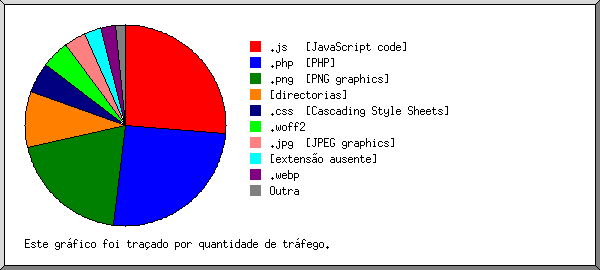 .js [JavaScript code]
.php [PHP]
.png [PNG graphics]
[directorias]
.css [Cascading Style Sheets]
.woff2
.jpg [JPEG graphics]
[extensão ausente]
.webp
Outra
Este gráfico foi traçado por quantidade de tráfego.